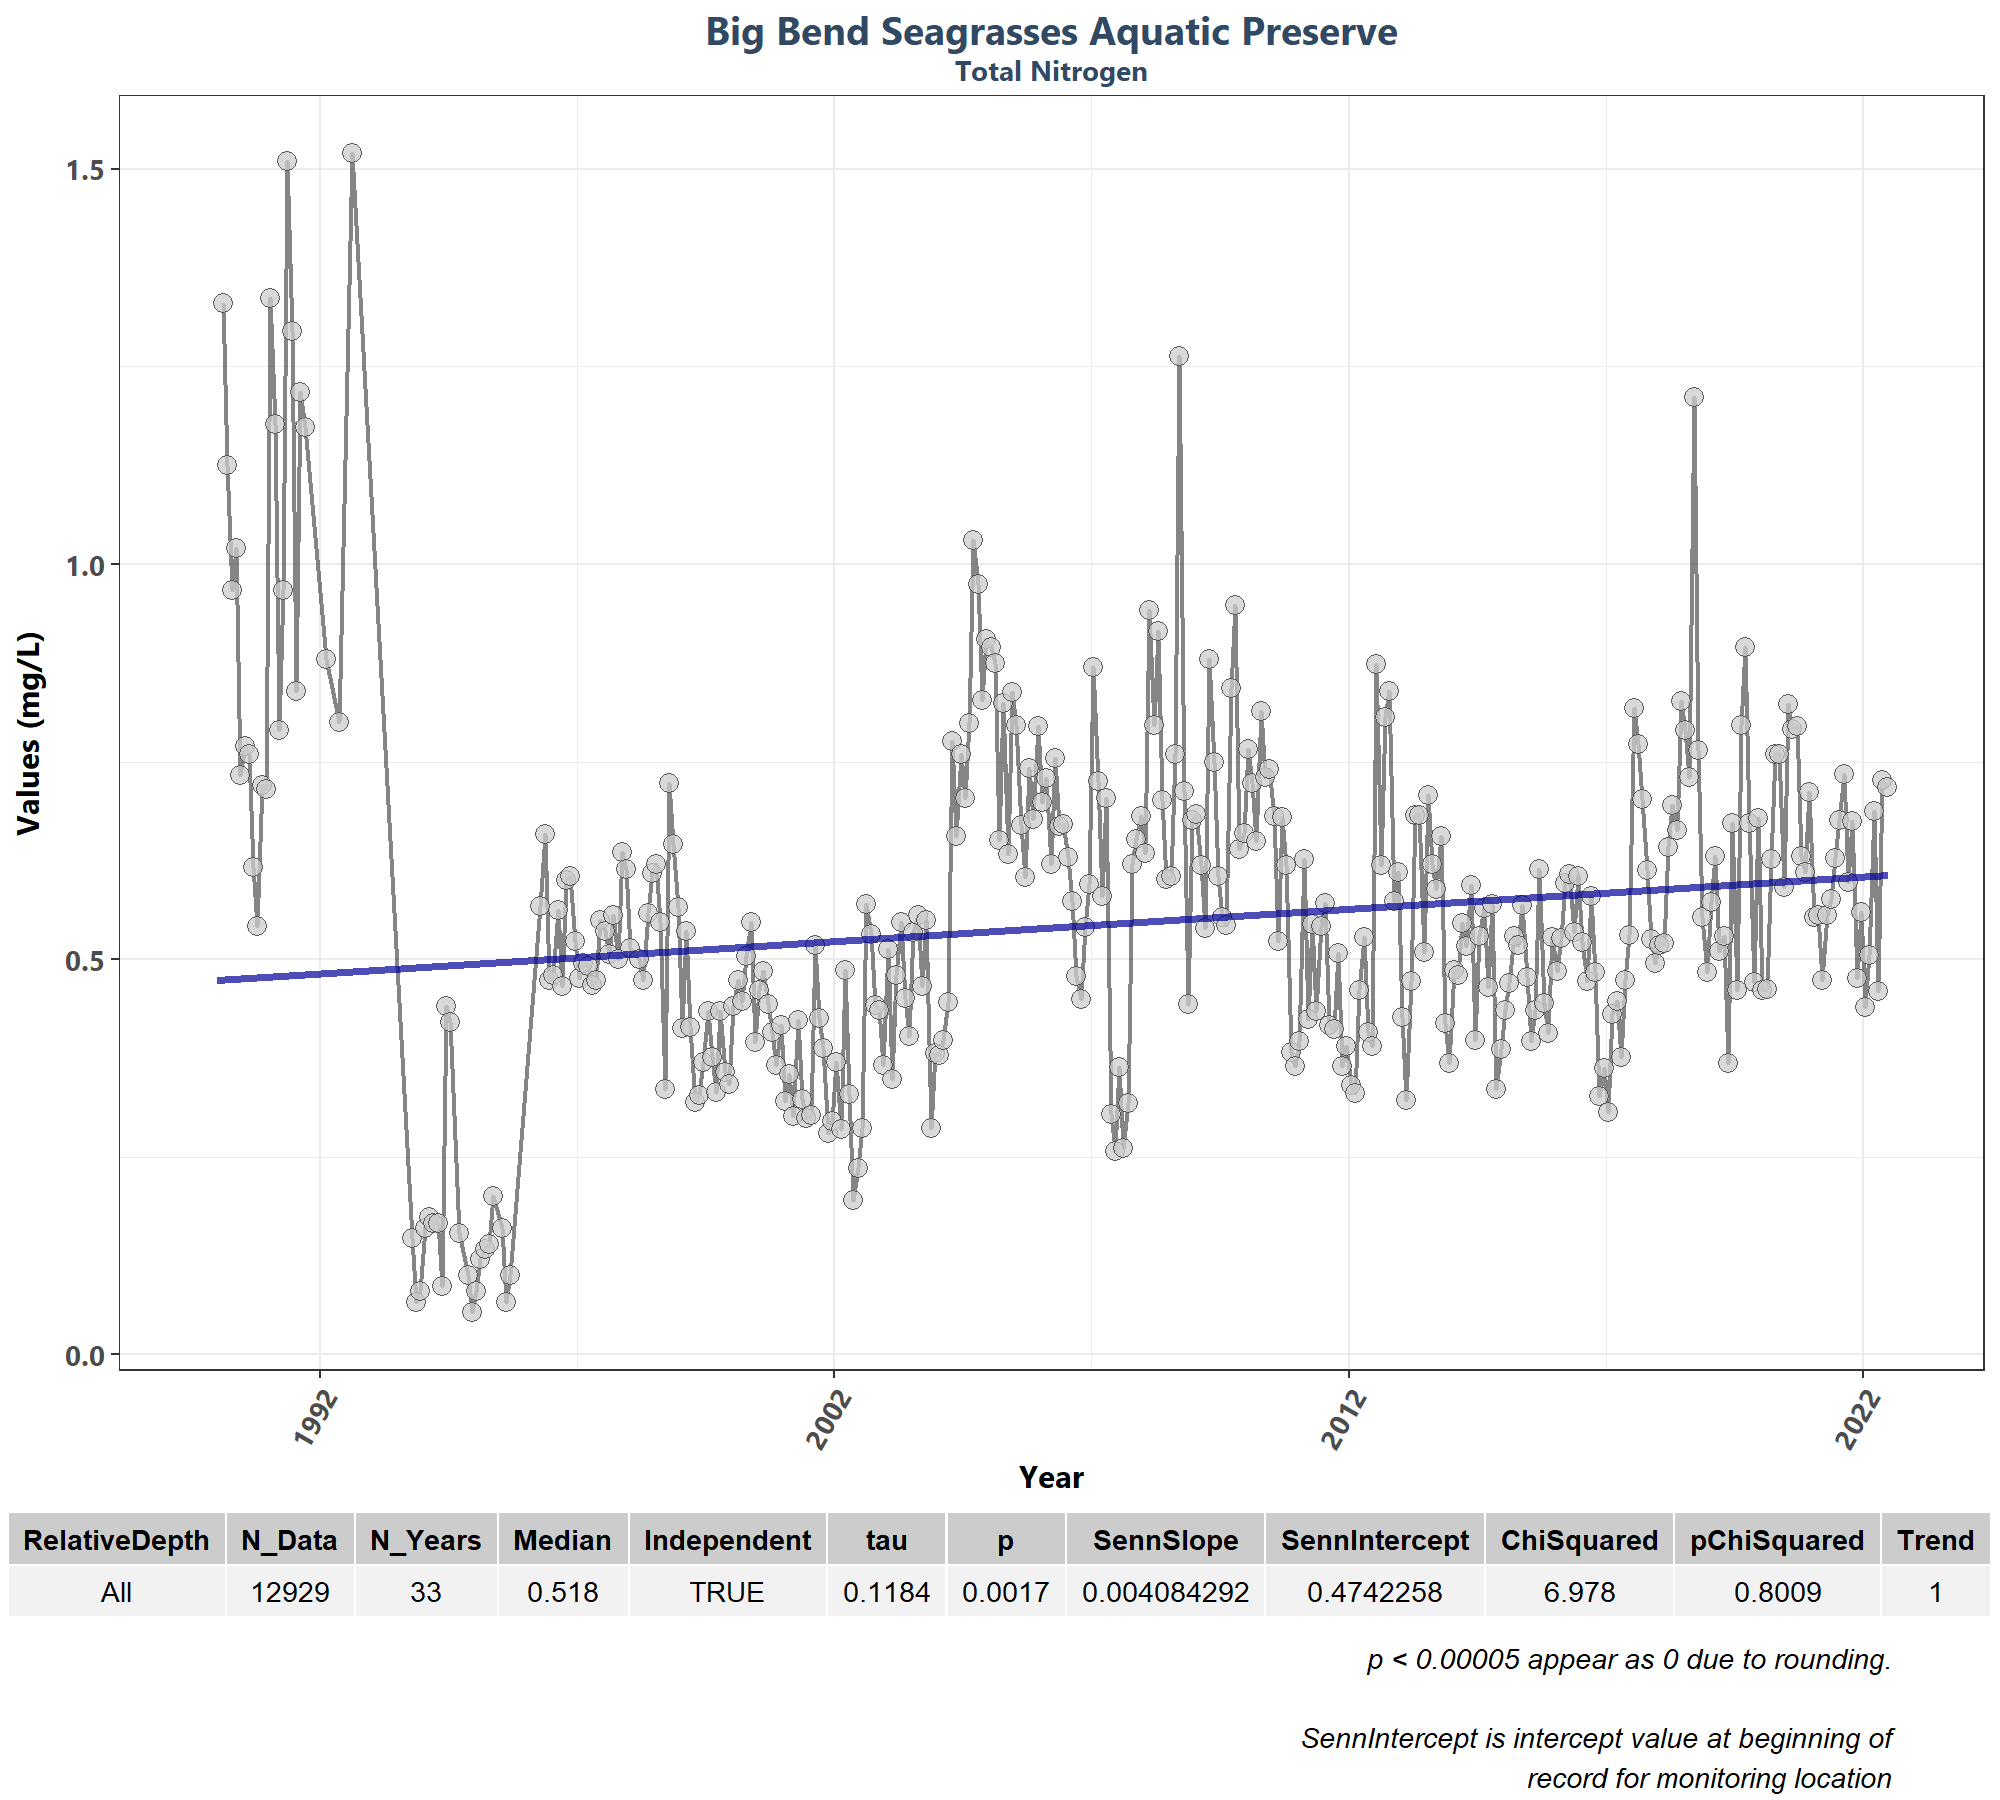 Big Bend Seagrasses Aquatic Preserve
Total Nitrogen
Values (mg/L)
1.5
1.0
0.5
0.0
1992
2002
2012
2022
Year
RelativeDepth N_Data N_Years Median Independent tau p SennSlope SennIntercept ChiSquared pChiSquared Trend
All 12929 33 0.518 TRUE 0.1184 0.0017 0.004084292 0.4742258 6.978 0.8009 1
p < 0.00005 appear as 0 due to rounding.
SennIntercept is intercept value at beginning of
record for monitoring location